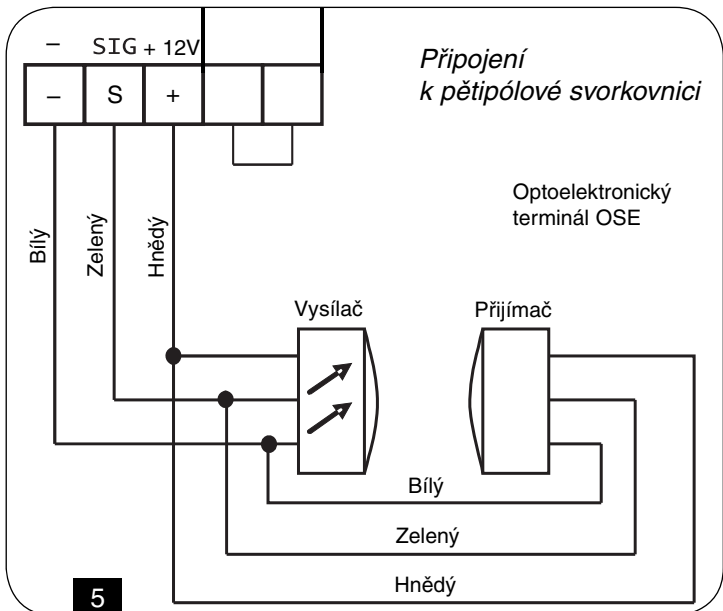 – SIG + 12V
– S +
Připojení
k pětipólové svorkovnici
Optoelektronický
terminál OSE
Bílý
Zelený
Hnědý
Vysílač
Přijímač
Bílý
Zelený
Hnědý
5